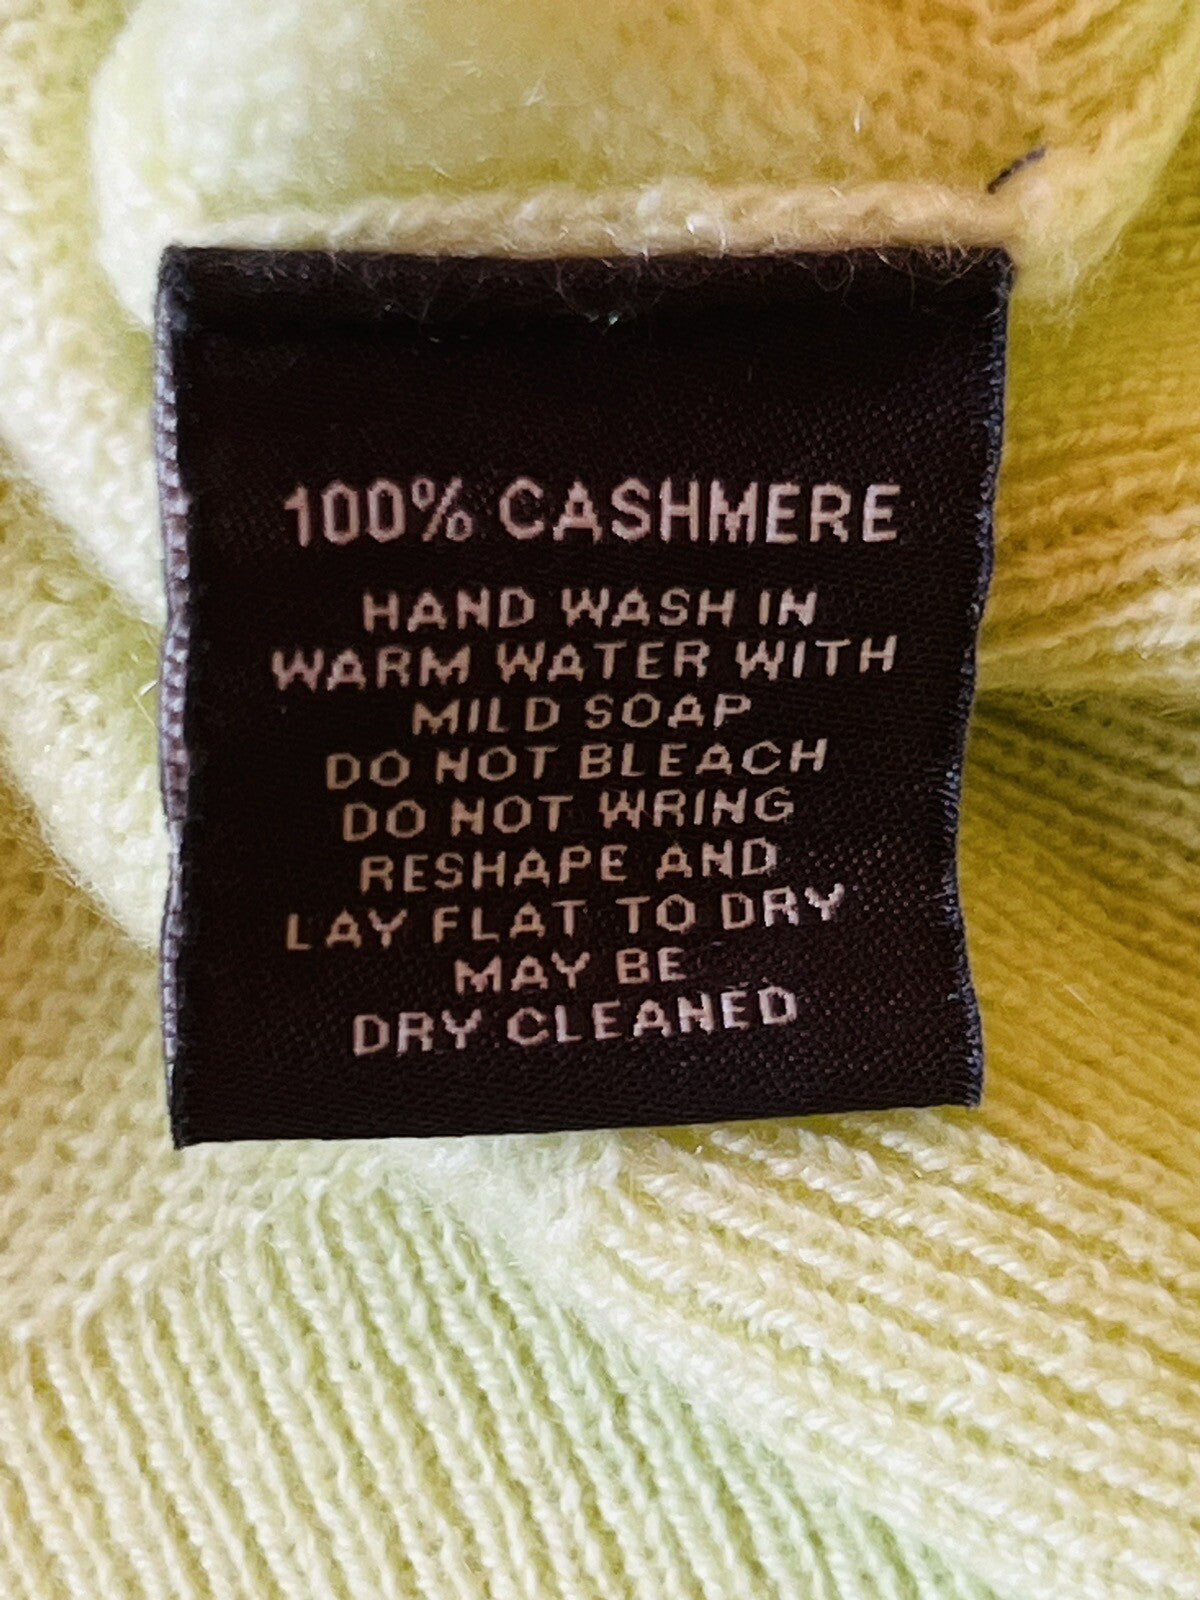 100% CASHMERE
HAND WASH IN
WARM WATER WITH
MILD SOAP
DO NOT BLEACH
DO NOT WRING
RESHAPE AND
LAY FLAT TO DRY
MAY BE
DRY CLEANED